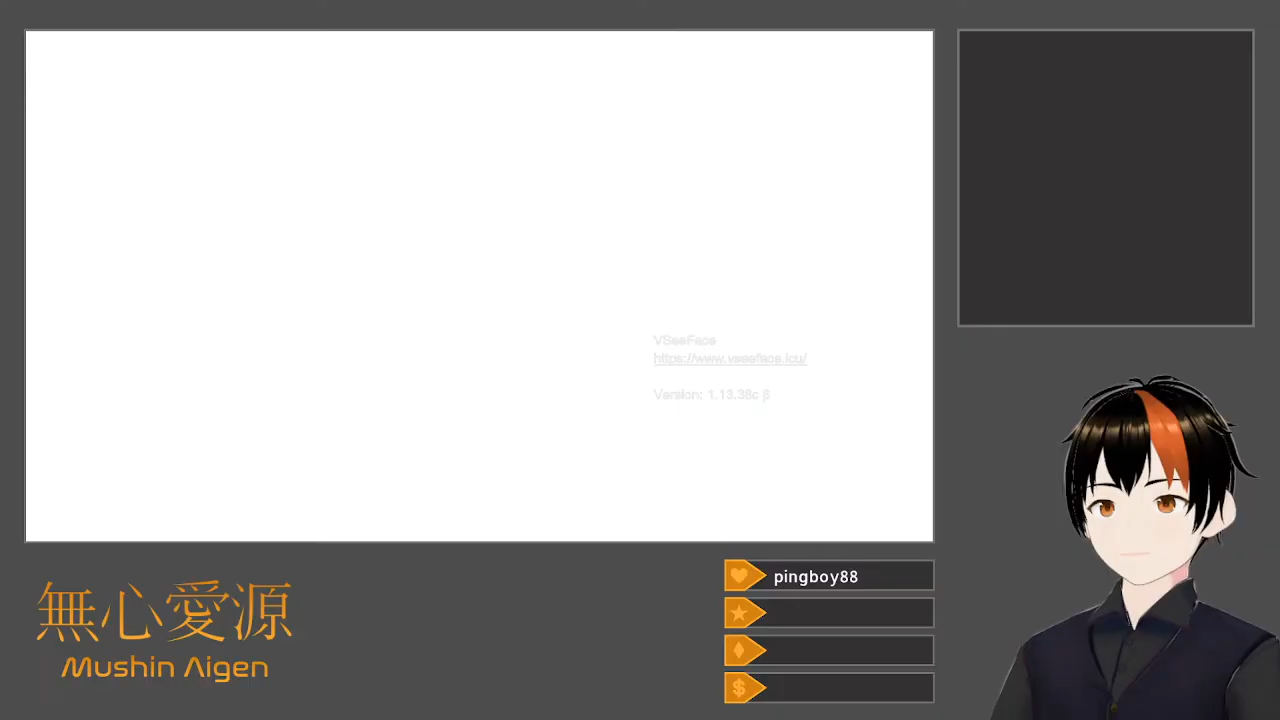 VSeeFace
https://www.vseeface.icu/
Version: 1.13.38c β
無心愛源
Mushin Aigen
pingboy88
$